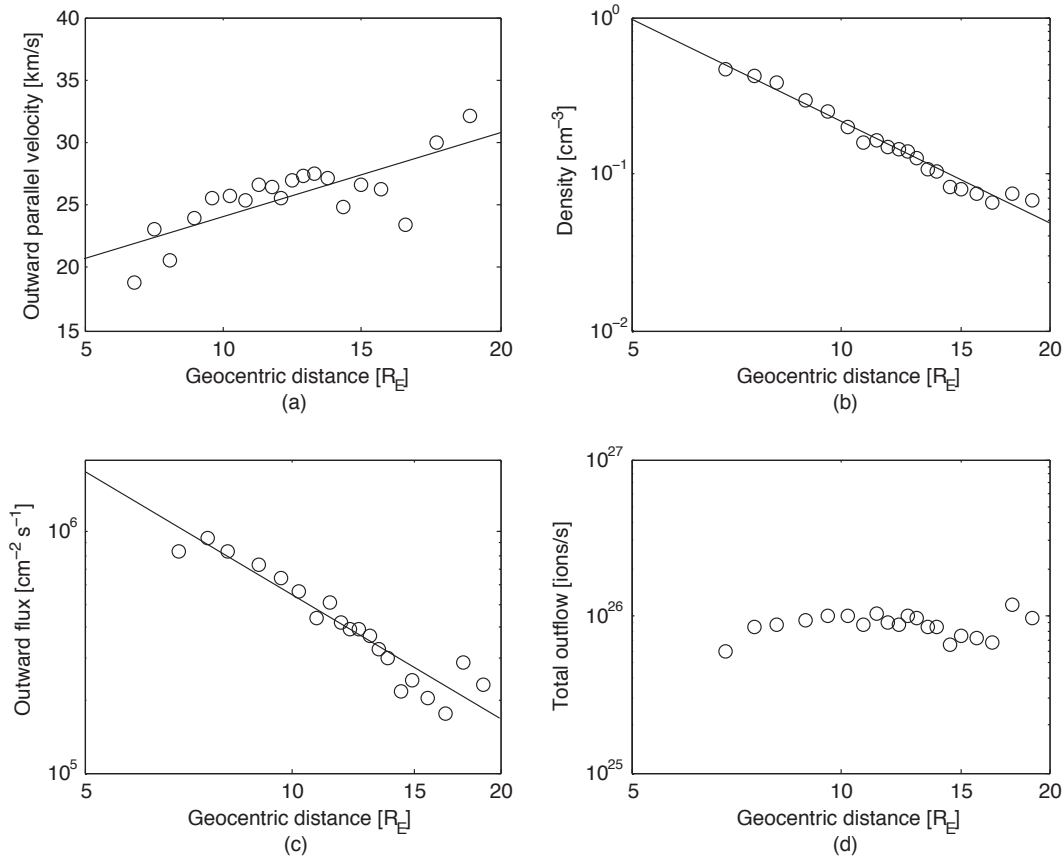 40
35
30
25
20
15
5
10
15
20
Outward parallel velocity [km/s]
Geocentric distance [R_E]
(a)
10^0
10^−1
10^−2
5
10
15
20
Density [cm^−3]
Geocentric distance [R_E]
(b)
10^6
10^5
5
10
15
20
Outward flux [cm^−2 s^−1]
Geocentric distance [R_E]
(c)
10^27
10^26
10^25
5
10
15
20
Total outflow [ions/s]
Geocentric distance [R_E]
(d)